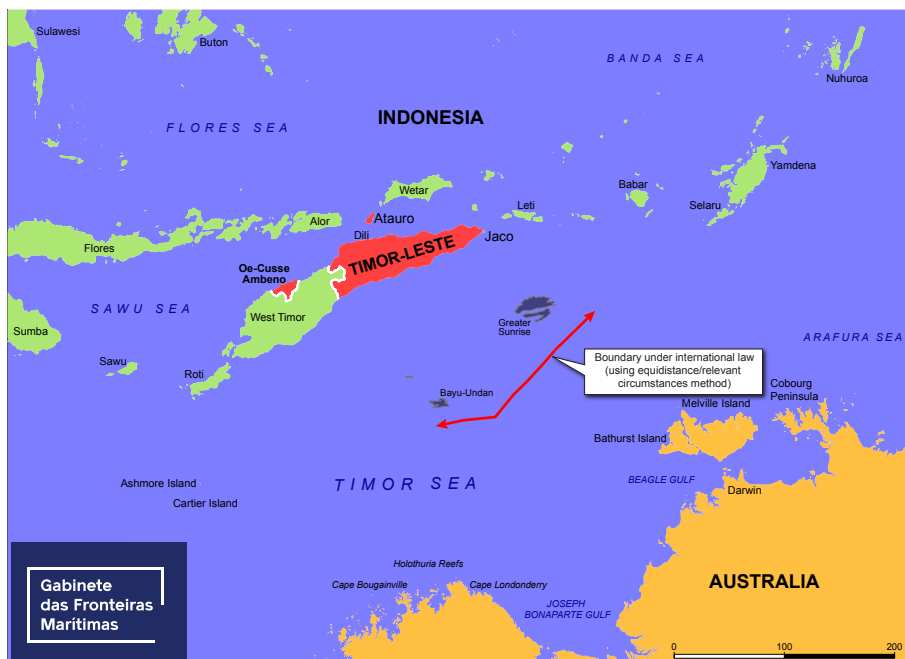 Sulawesi
Buton
BANDA SEA
Nuhuroa
INDONESIA
FLORES SEA
Yamdena
Babar
Wetar
Selaru
Leti
Alor
Atauro
Dili
Jaco
Flores
TIMOR-LESTE
Oe-Cusse
Ambeno
SAWU SEA
West Timor
Greater
Sunrise
Sumba
ARAFURA SEA
Boundary under international law
(using equidistance/relevant
circumstances method)
Sawu
Roti
Bayu-Undan
Cobourg
Peninsula
Melville Island
Bathurst Island
Ashmore Island
TIMOR SEA
BEAGLE GULF
Darwin
Cartier Island
Holothuria Reefs
Cape Bougainville
Cape Londonderry
AUSTRALIA
JOSEPH
BONAPARTE GULF
Gabinete
das Fronteiras
Marítimas
0 100 200